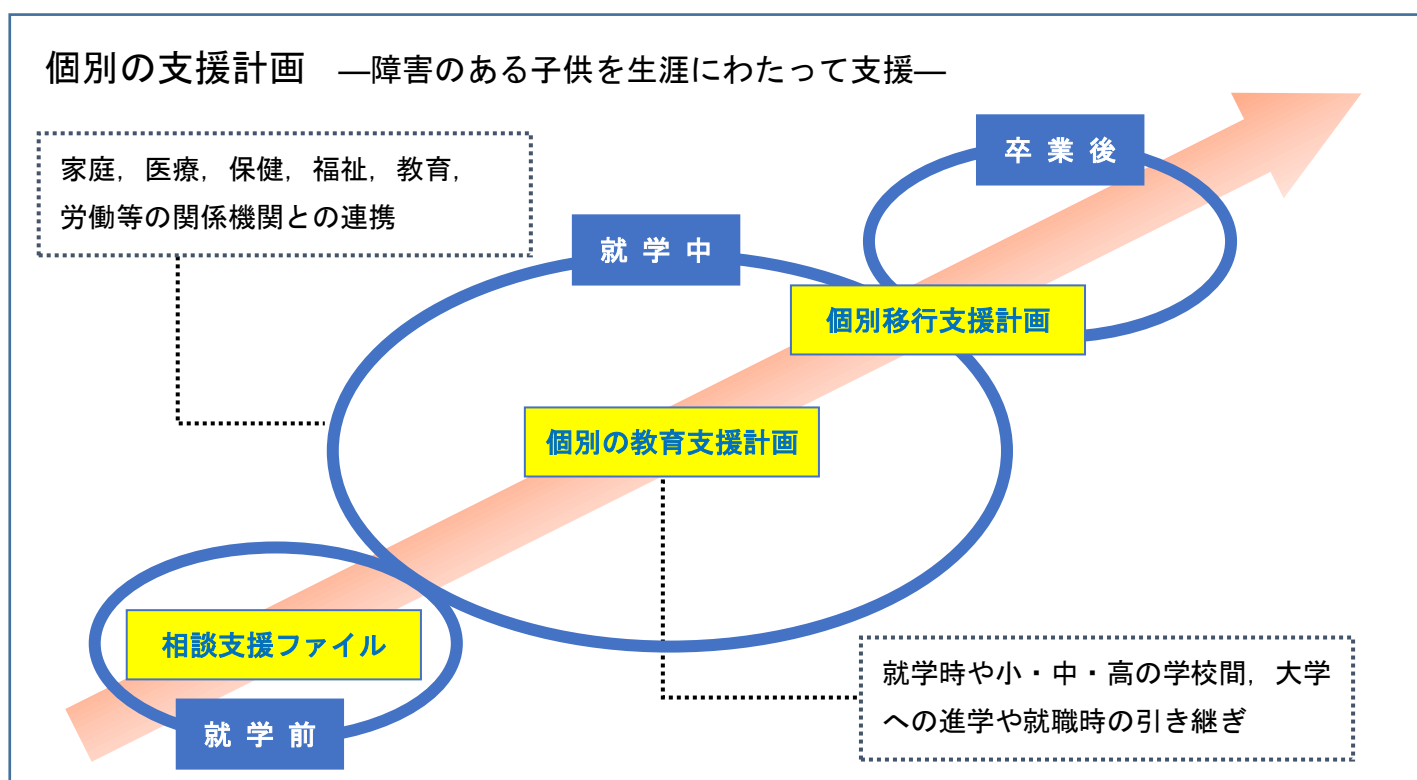 個別の支援計画 ―障害のある子供を生涯にわたって支援―
家庭，医療，保健，福祉，教育，
労働等の関係機関との連携
卒業後
就学中
個別移行支援計画
個別の教育支援計画
相談支援ファイル
就学前
就学時や小・中・高の学校間，大学
への進学や就職時の引き継ぎ